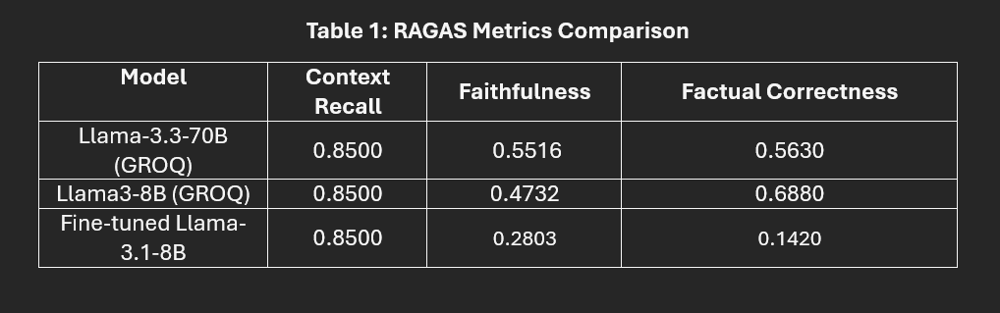 Table 1: RAGAS Metrics Comparison
Model
Context
Recall
Faithfulness
Factual Correctness
Llama-3.3-70B
(GROQ)
0.8500
0.5516
0.5630
Llama3-8B (GROQ)
0.8500
0.4732
0.6880
Fine-tuned Llama-
3.1-8B
0.8500
0.2803
0.1420